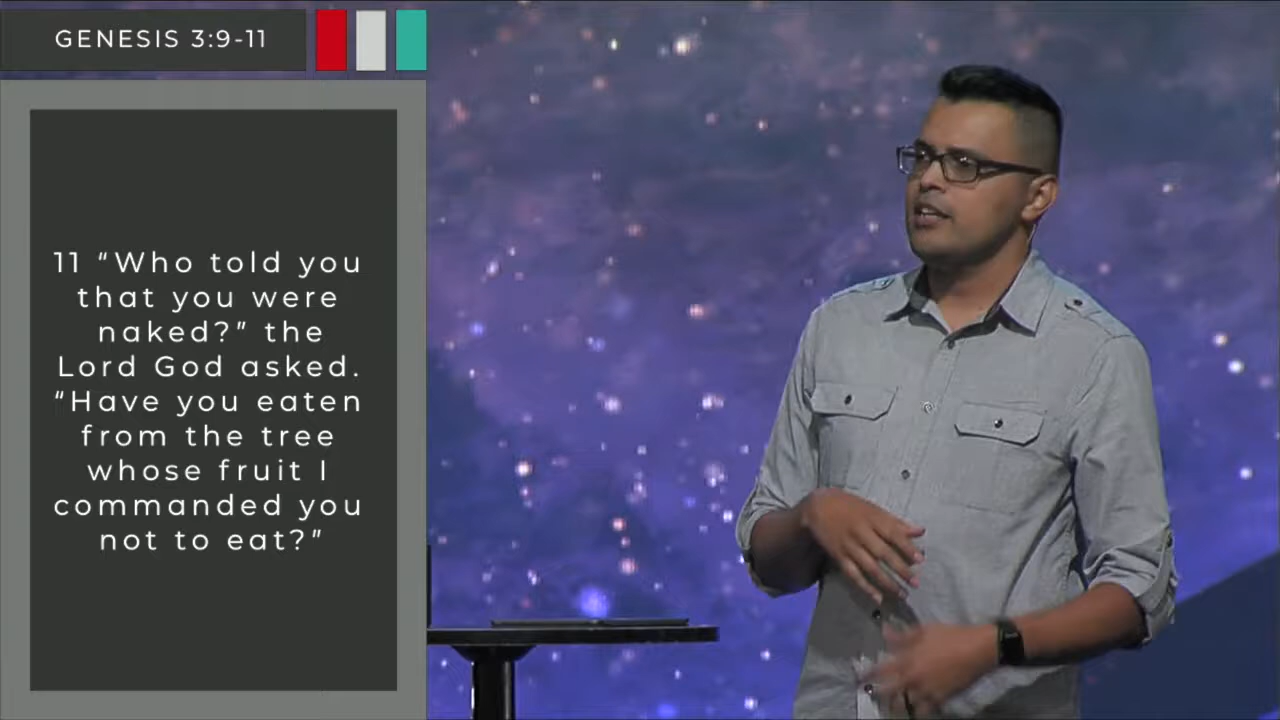 GENESIS 3:9-11
11 “Who told you
that you were
naked?” the
Lord God asked.
“Have you eaten
from the tree
whose fruit I
commanded you
not to eat?”